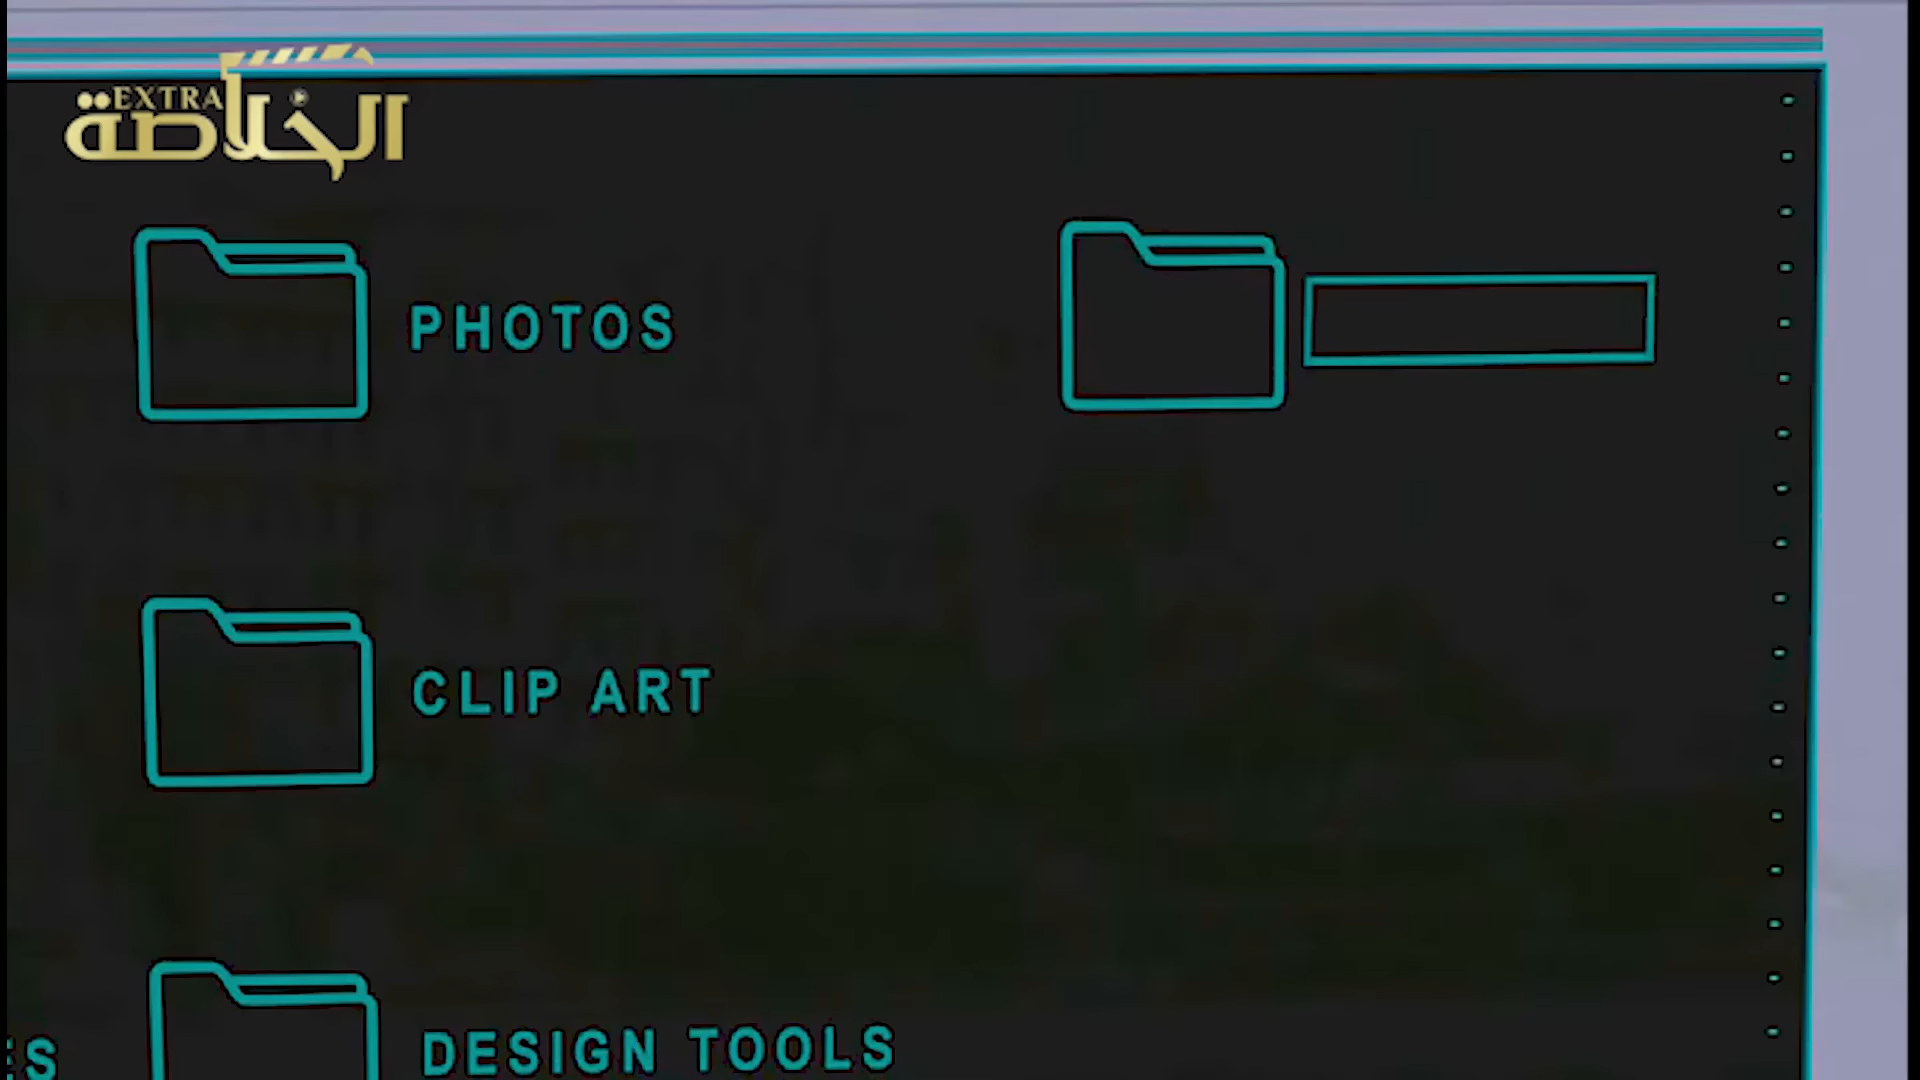 الخلاصة
EXTRA
PHOTOS
CLIP ART
DESIGN TOOLS